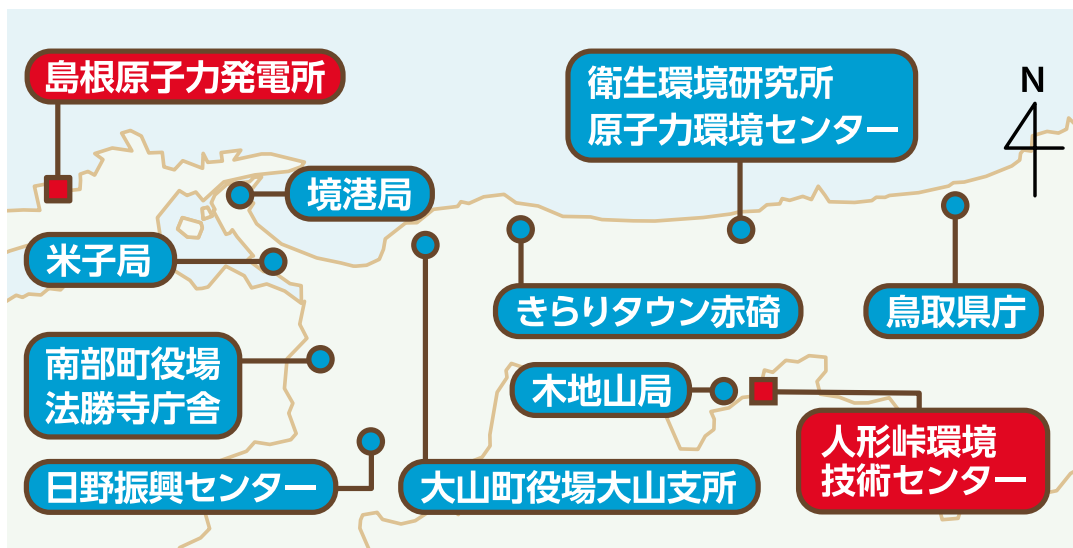 島根原子力発電所
衛生環境研究所
原子力環境センター
N
境港局
米子局
きらりタウン赤碕
鳥取県庁
南部町役場
法勝寺庁舎
木地山局
人形峠環境
技術センター
日野振興センター
大山町役場大山支所